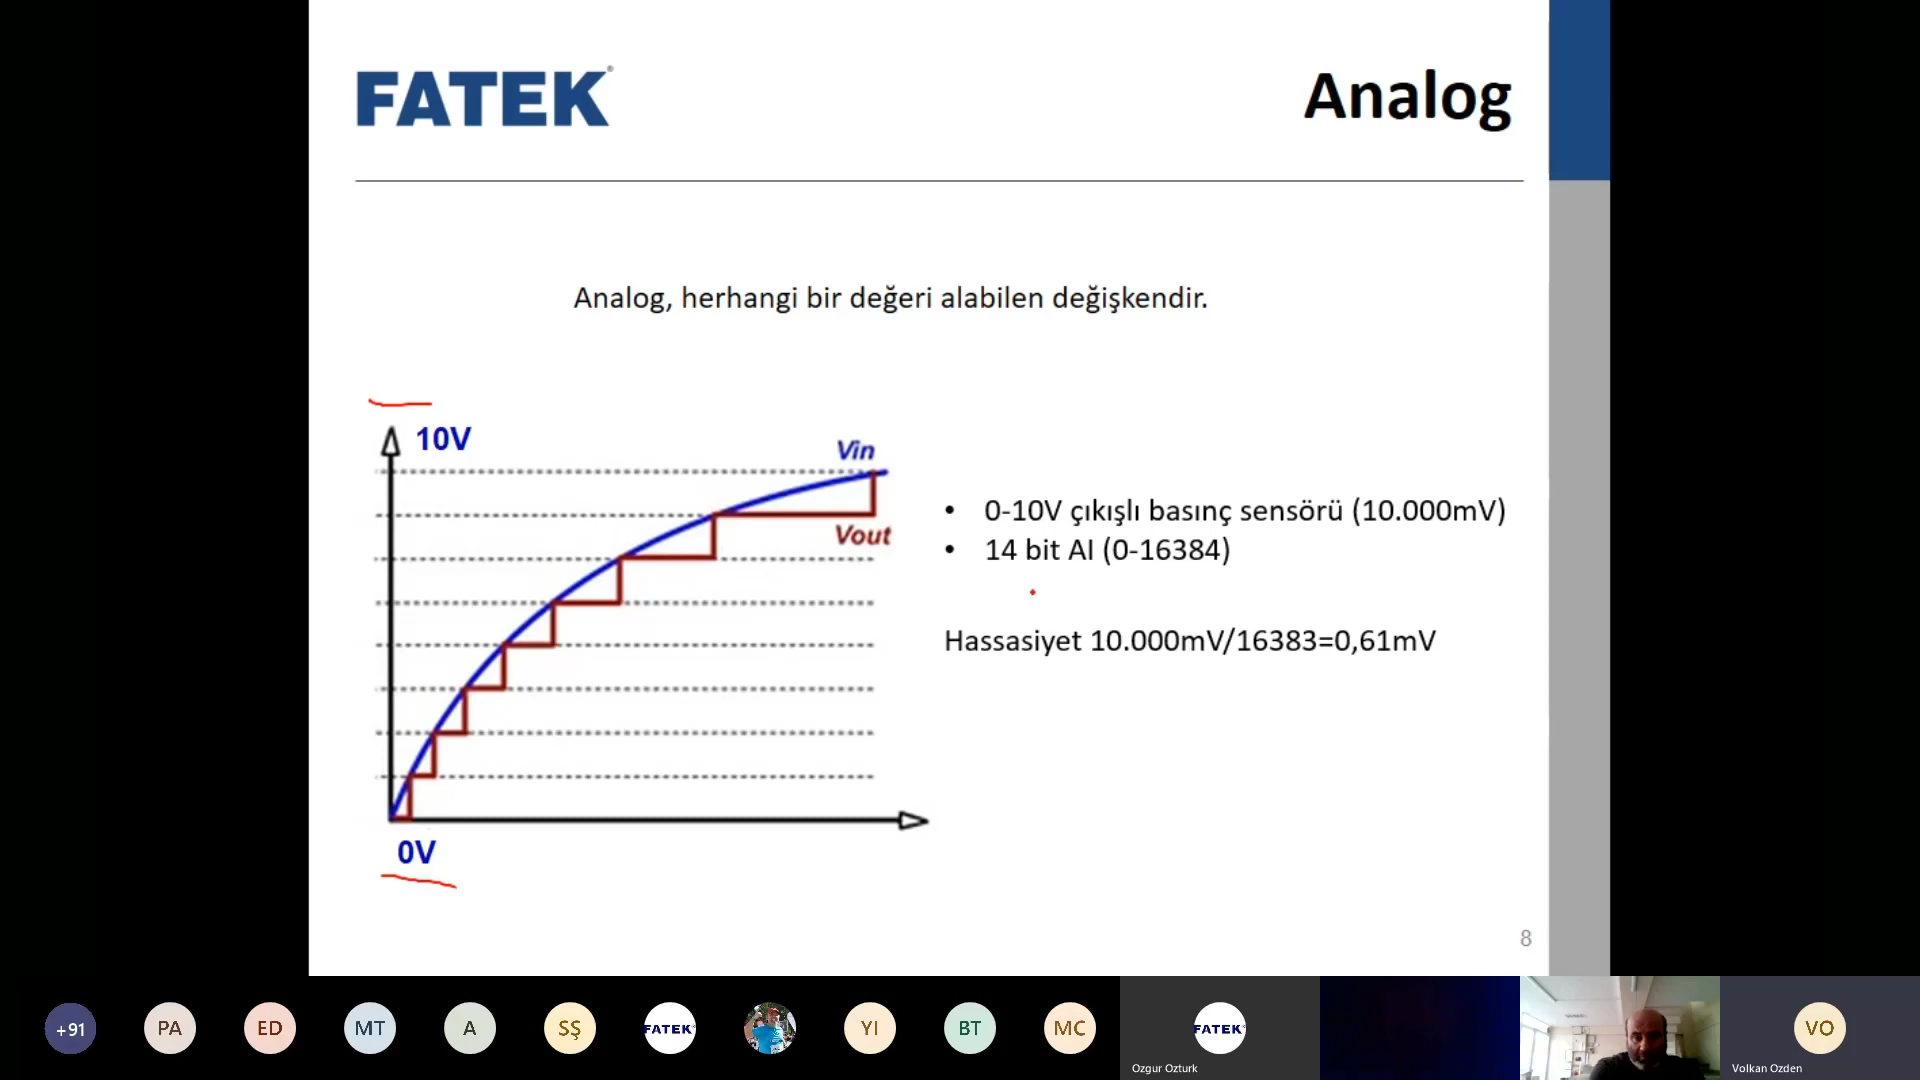 FATEK®
Analog
Analog, herhangi bir değeri alabilen değişkendir.
10V
Vin
Vout
0V
• 0-10V çıkışlı basınç sensörü (10.000mV)
• 14 bit AI (0-16384)
Hassasiyet 10.000mV/16383=0,61mV
8
+91
PA
ED
MT
A
SŞ
FATEK
YI
BT
MC
FATEK
Ozgur Ozturk
VO
Volkan Ozden